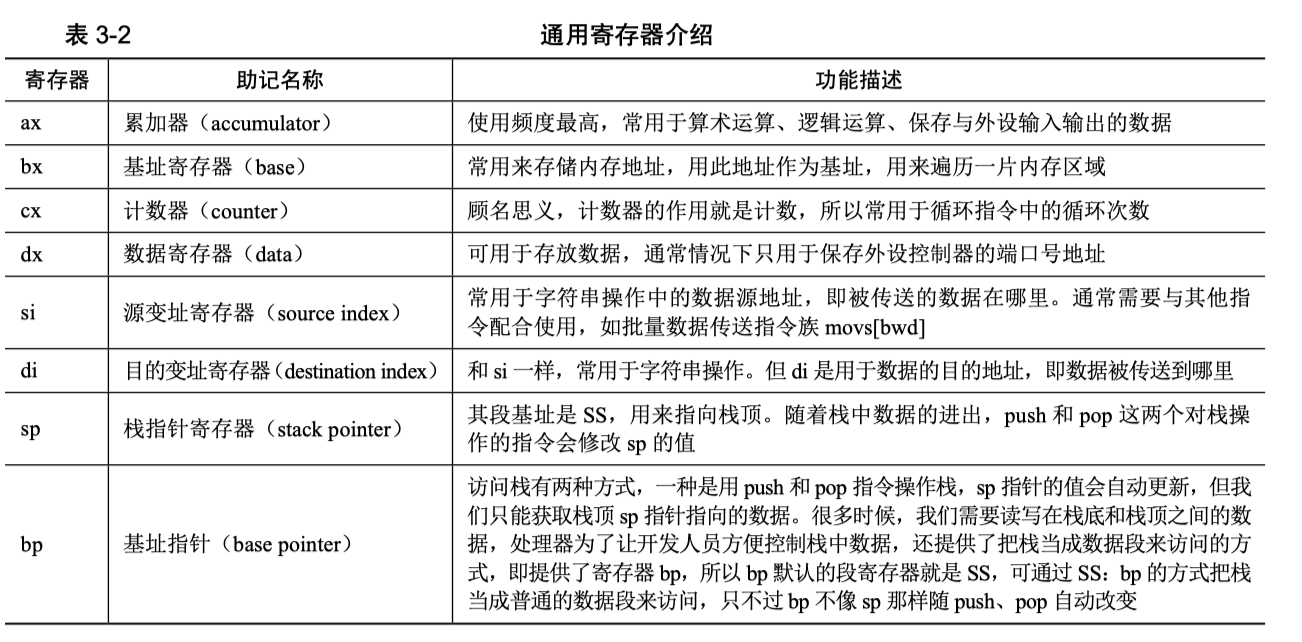 表 3-2 通用寄存器介绍
寄存器 助记名称 功能描述
ax 累加器（accumulator） 使用频度最高，常用于算术运算、逻辑运算、保存与外设输入输出的数据
bx 基址寄存器（base） 常用来存储内存地址，用此地址作为基址，用来遍历一片内存区域
cx 计数器（counter） 顾名思义，计数器的作用就是计数，所以常用于循环指令中的循环次数
dx 数据寄存器（data） 可用于存放数据，通常情况下只用于保存外设控制器的端口号地址
si 源变址寄存器（source index） 常用于字符串操作中的数据源地址，即被传送的数据在哪里。通常需要与其他指
令配合使用，如批量数据传送指令族 movs[bwd]
di 目的变址寄存器（destination index） 和 si 一样，常用于字符串操作。但 di 是用于数据的目的地址，即数据被传送到哪里
sp 栈指针寄存器（stack pointer） 其段基址是 SS，用来指向栈顶。随着栈中数据的进出，push 和 pop 这两个对栈操
作的指令会修改 sp 的值
bp 基址指针（base pointer） 访问栈有两种方式，一种是用 push 和 pop 指令操作栈，sp 指针的值会自动更新，但我
们只能获取栈顶 sp 指针指向的数据。很多时候，我们需要读写在栈底和栈顶之间的数
据，处理器为了让开发人员方便控制栈中数据，还提供了把栈当成数据段来访问的方
式，即提供了寄存器 bp，所以 bp 默认的段寄存器就是 SS，可通过 SS：bp 的方式把栈
当成普通的数据段来访问，只不过 bp 不像 sp 那样随 push、pop 自动改变